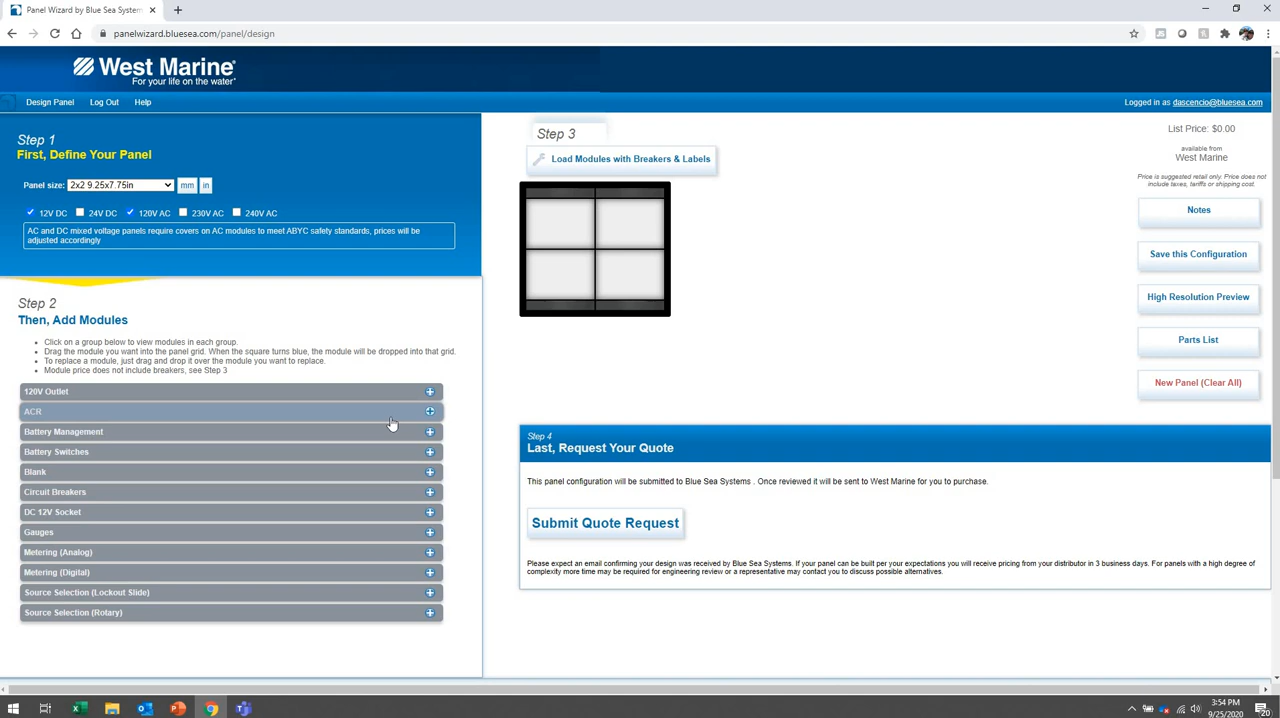 Panel Wizard by Blue Sea System
panelwizard.bluesea.com/panel/design
West Marine
For your life on the water
Design Panel
Log Out
Help
Logged in as dascencio@bluesea.com
Step 1
First, Define Your Panel
Panel size: 2x2 9.25x7.75in mm in
12V DC 24V DC 120V AC 230V AC 240V AC
AC and DC mixed voltage panels require covers on AC modules to meet ABYC safety standards, prices will be
adjusted accordingly
Step 2
Then, Add Modules
Click on a group below to view modules in each group.
Drag the module you want into the panel grid. When the square turns blue, the module will be dropped into that grid.
To replace a module, just drag and drop it over the module you want to replace.
Module price does not include breakers, see Step 3
120V Outlet
ACR
Battery Management
Battery Switches
Blank
Circuit Breakers
DC 12V Socket
Gauges
Metering (Analog)
Metering (Digital)
Source Selection (Lockout Slide)
Source Selection (Rotary)
Step 3
Load Modules with Breakers & Labels
List Price: $0.00
available from
West Marine
Price is suggested retail only. Price does not
include taxes, tariffs or shipping cost.
Notes
Save this Configuration
High Resolution Preview
Parts List
New Panel (Clear All)
Step 4
Last, Request Your Quote
This panel configuration will be submitted to Blue Sea Systems . Once reviewed it will be sent to West Marine for you to purchase.
Submit Quote Request
Please expect an email confirming your design was received by Blue Sea Systems. If your panel can be built per your expectations you will receive pricing from your distributor in 3 business days. For panels with a high degree of
complexity more time may be required for engineering review or a representative may contact you to discuss possible alternatives.
3:54 PM
9/25/2020
20